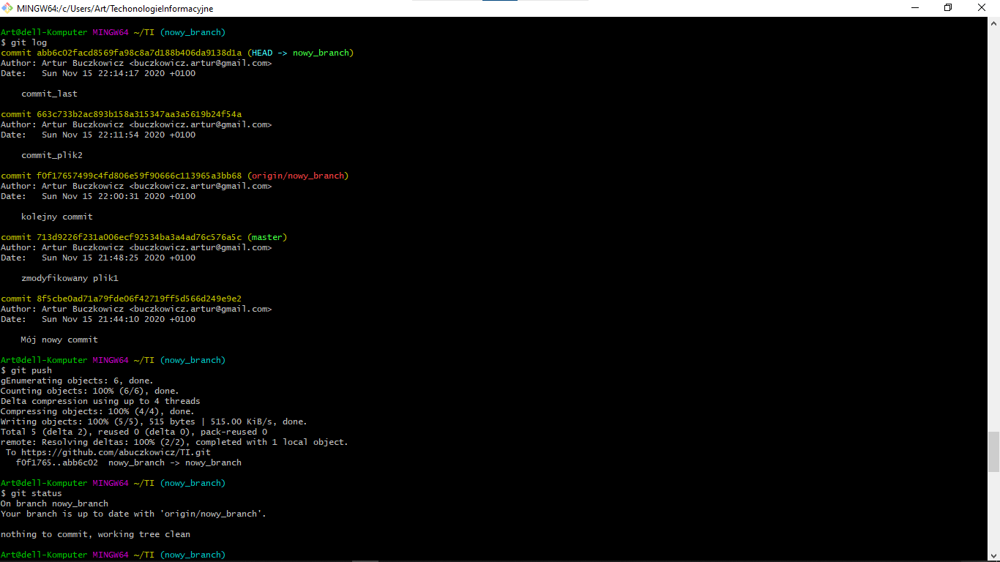 MINGW64:/c/Users/Art/TechonologieInformacyjne
Art@dell-Komputer MINGW64 ~/TI (nowy_branch)
$ git log
commit abb6c02facd8569fa98c8a7d188b406da9138d1a (HEAD -> nowy_branch)
Author: Artur Buczkowicz <buczkowicz.artur@gmail.com>
Date:   Sun Nov 15 22:14:17 2020 +0100
    commit_last
commit 663c733b2ac893b158a315347aa3a5619b24f54a
Author: Artur Buczkowicz <buczkowicz.artur@gmail.com>
Date:   Sun Nov 15 22:11:54 2020 +0100
    commit_plik2
commit f0f17657499c4fd806e59f90666c113965a3bb68 (origin/nowy_branch)
Author: Artur Buczkowicz <buczkowicz.artur@gmail.com>
Date:   Sun Nov 15 22:00:31 2020 +0100
    kolejny commit
commit 713d9226f231a006ecf92534ba3a4ad76c576a5c (master)
Author: Artur Buczkowicz <buczkowicz.artur@gmail.com>
Date:   Sun Nov 15 21:48:25 2020 +0100
    zmodyfikowany plik1
commit 8f5cbe0ad71a79fde06f42719ff5d566d249e9e2
Author: Artur Buczkowicz <buczkowicz.artur@gmail.com>
Date:   Sun Nov 15 21:44:10 2020 +0100
    Mój nowy commit
Art@dell-Komputer MINGW64 ~/TI (nowy_branch)
$ git push
gEnumerating objects: 6, done.
Counting objects: 100% (6/6), done.
Delta compression using up to 4 threads
Compressing objects: 100% (4/4), done.
Writing objects: 100% (5/5), 515 bytes | 515.00 KiB/s, done.
Total 5 (delta 2), reused 0 (delta 0), pack-reused 0
remote: Resolving deltas: 100% (2/2), completed with 1 local object.
 To https://github.com/abuczkowicz/TI.git
   f0f1765..abb6c02  nowy_branch -> nowy_branch
Art@dell-Komputer MINGW64 ~/TI (nowy_branch)
$ git status
On branch nowy_branch
Your branch is up to date with 'origin/nowy_branch'.
nothing to commit, working tree clean
Art@dell-Komputer MINGW64 ~/TI (nowy_branch)